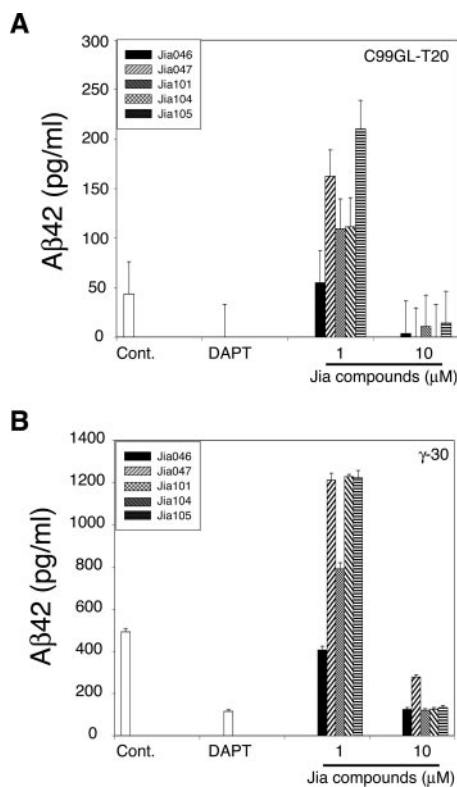 A
C99GL-T20
Aβ42 (pg/ml)
300
250
200
150
100
50
0
Jia046
Jia047
Jia101
Jia104
Jia105
Cont.
DAPT
1
10
Jia compounds (μM)
B
γ-30
Aβ42 (pg/ml)
1400
1200
1000
800
600
400
200
0
Jia046
Jia047
Jia101
Jia104
Jia105
Cont.
DAPT
1
10
Jia compounds (μM)